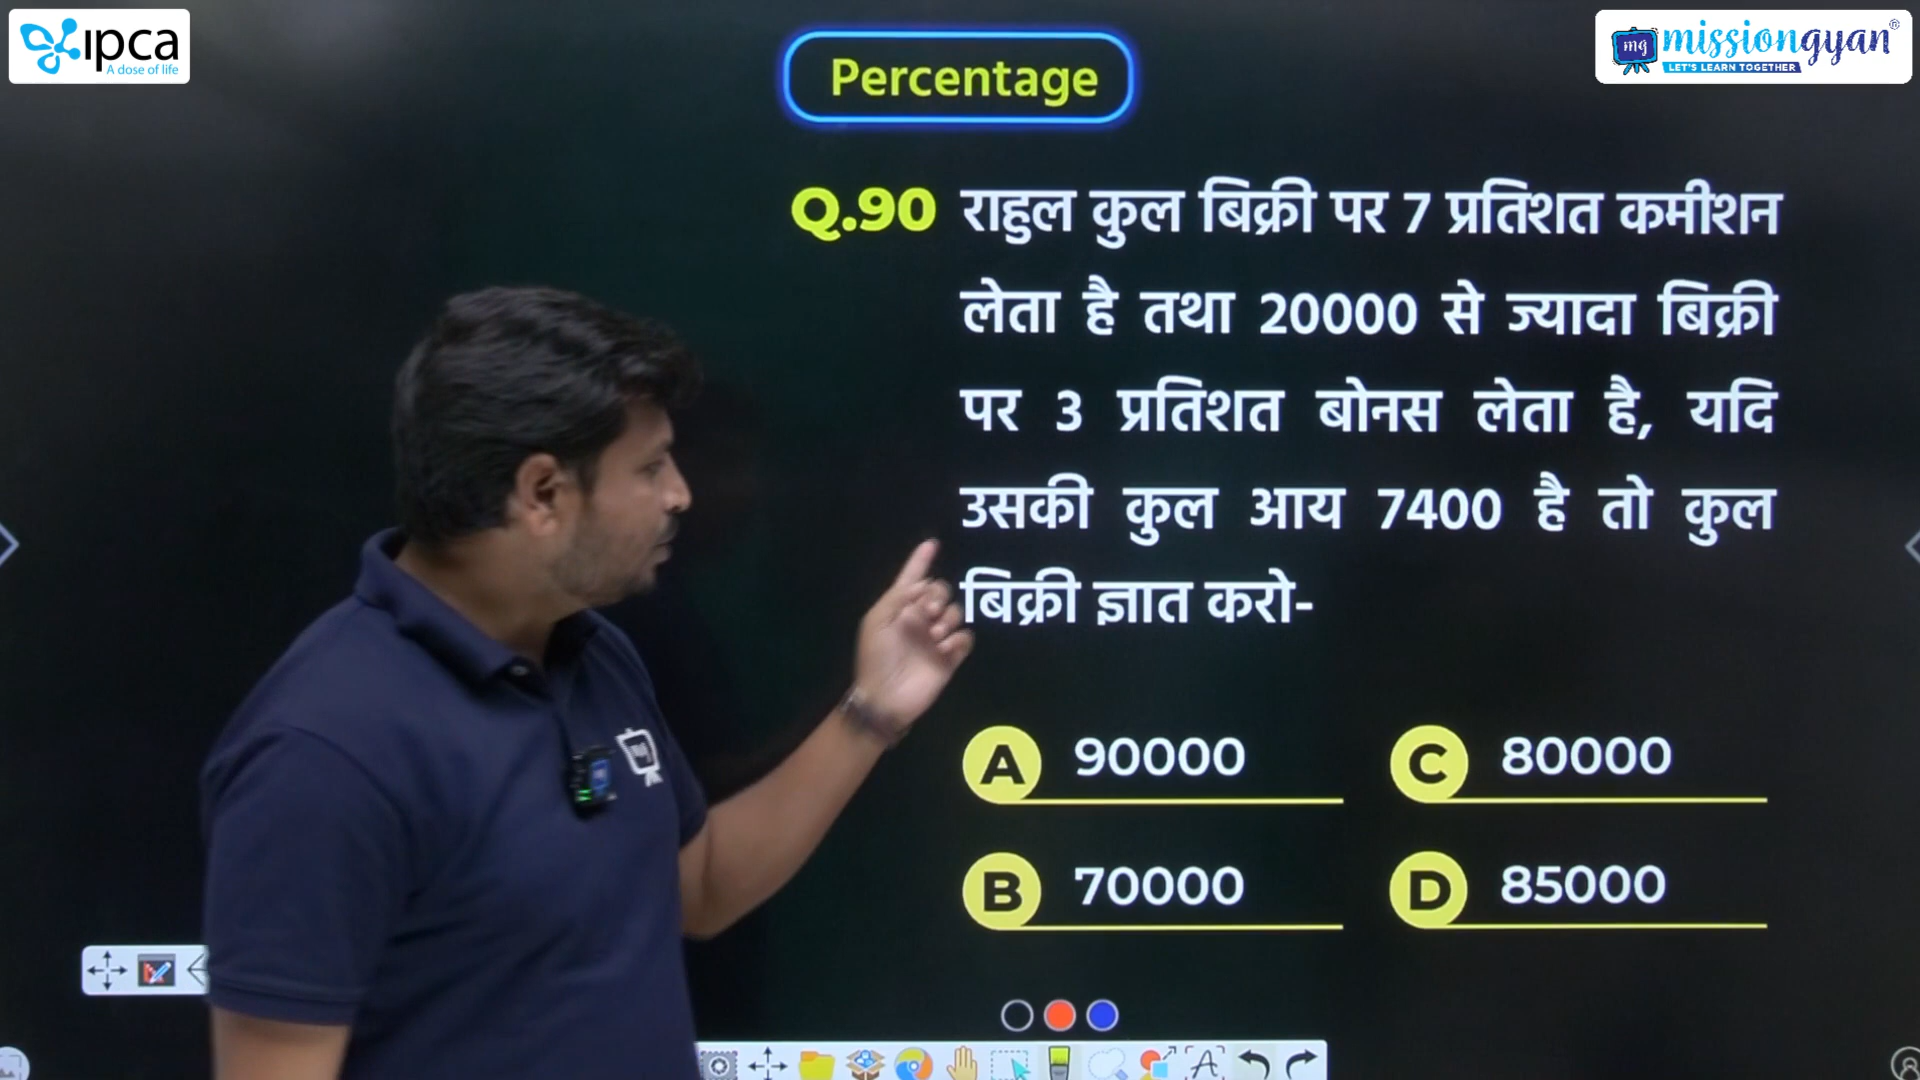 ipca
A dose of life
Percentage
mg missiongyan®
LET'S LEARN TOGETHER
Q.90 राहुल कुल बिक्री पर 7 प्रतिशत कमीशन
लेता है तथा 20000 से ज्यादा बिक्री
पर 3 प्रतिशत बोनस लेता है, यदि
उसकी कुल आय 7400 है तो कुल
बिक्री ज्ञात करो-
A 90000
C 80000
B 70000
D 85000